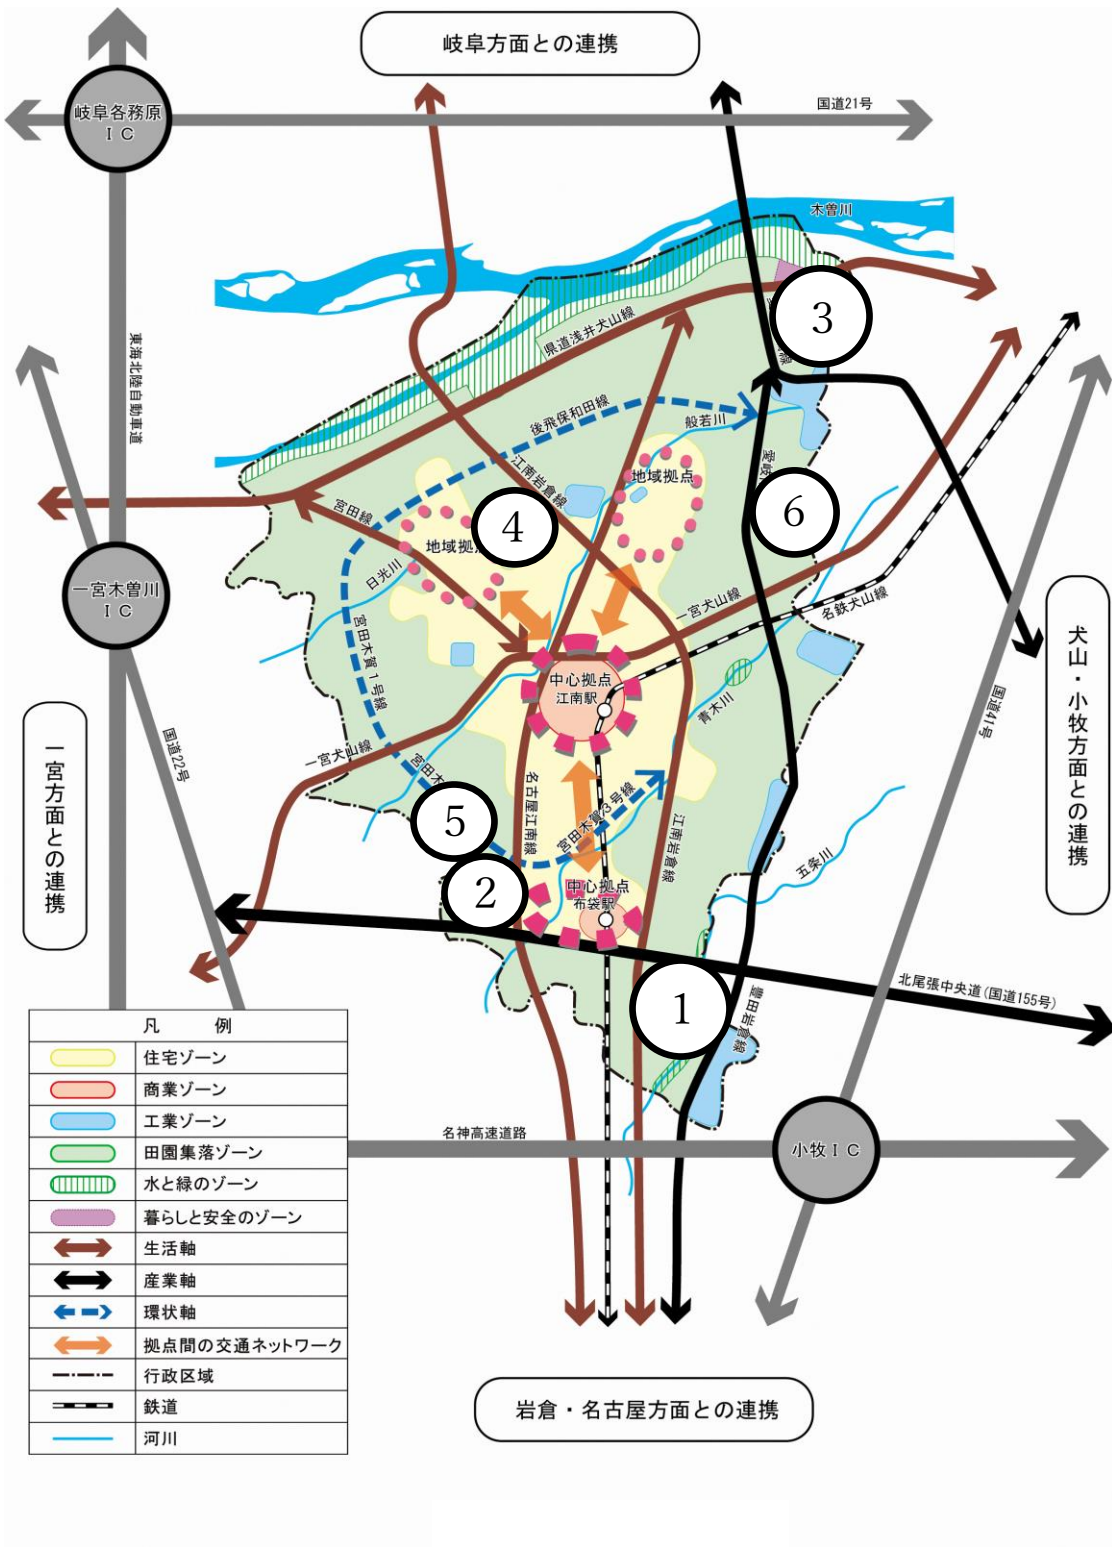 岐阜方面との連携
岐阜各務原
ＩＣ
国道21号
木曽川
③
東海北陸自動車道
県道浅井犬山線
後飛保和田線
般若川
江南岩倉線
地域拠点
宮田線
④
⑥
地域拠
日光川
一宮木曽川
ＩＣ
宮田木賀1号線
一宮犬山線
名鉄犬山線
犬山・小牧方面との連携
中心拠点
江南駅
青木川
国道41号
一宮方面との連携
国道22号
一宮犬山線
宮田木
名古屋江南線
宮田木賀3号線
江南岩倉線
⑤
五条川
②
中心拠点
布袋駅
北尾張中央道(国道155号)
①
豊田岩倉線
凡　例
住宅ゾーン
商業ゾーン
工業ゾーン
田園集落ゾーン
水と緑のゾーン
暮らしと安全のゾーン
生活軸
産業軸
環状軸
拠点間の交通ネットワーク
行政区域
鉄道
河川
名神高速道路
小牧ＩＣ
岩倉・名古屋方面との連携